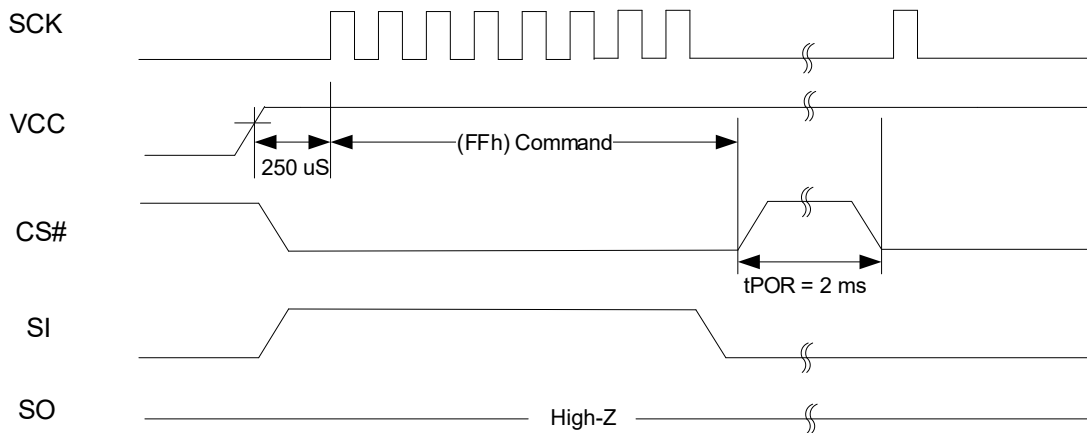 SCK
VCC
250 uS
(FFh) Command
CS#
tPOR = 2 ms
SI
SO
High-Z